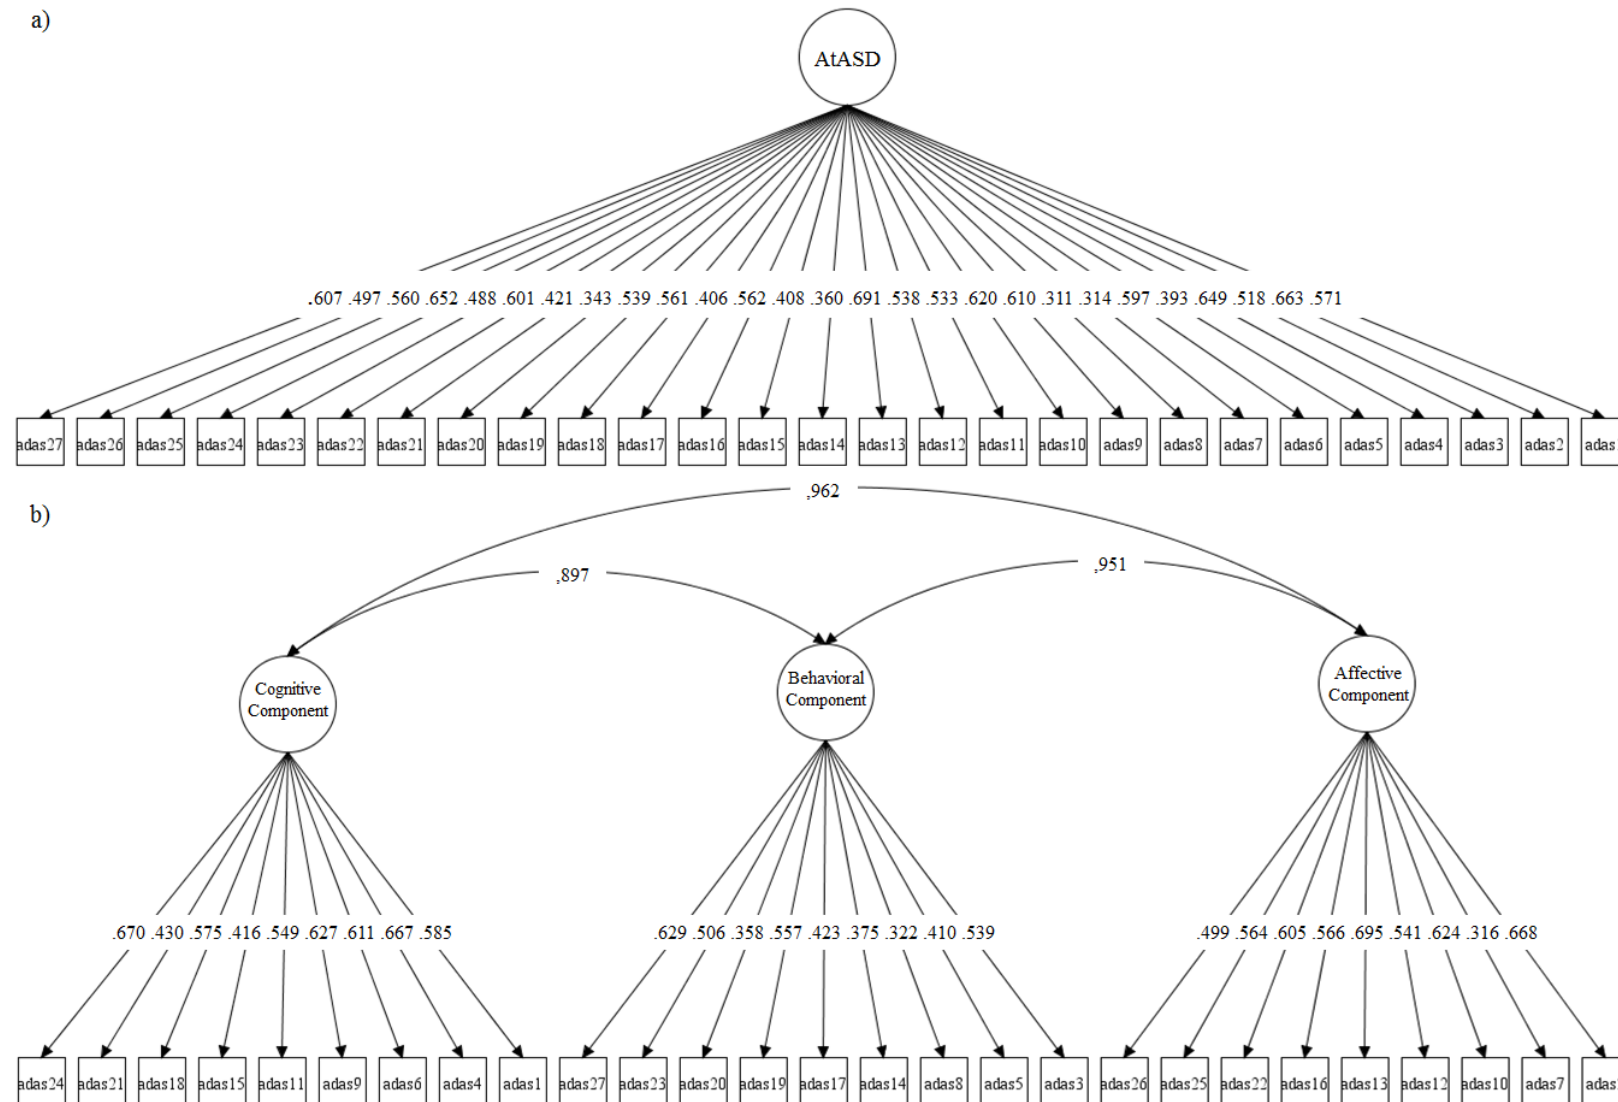 a)
AtASD
.607 .497 .560 .652 .488 .601 .421 .343 .539 .561 .406 .562 .408 .360 .691 .538 .533 .620 .610 .311 .314 .597 .393 .649 .518 .663 .571
adas27 adas26 adas25 adas24 adas23 adas22 adas21 adas20 adas19 adas18 adas17 adas16 adas15 adas14 adas13 adas12 adas11 adas10 adas9 adas8 adas7 adas6 adas5 adas4 adas3 adas2
,962
b)
,897
,951
Cognitive
Component
Behavioral
Component
Affective
Component
.670 .430 .575 .416 .549 .627 .611 .667 .585
.629 .506 .358 .557 .423 .375 .322 .410 .539
.499 .564 .605 .566 .695 .541 .624 .316 .668
adas24 adas21 adas18 adas15 adas11 adas9 adas6 adas4 adas1
adas27 adas23 adas20 adas19 adas17 adas14 adas8 adas5 adas3
adas26 adas25 adas22 adas16 adas13 adas12 adas10 adas7